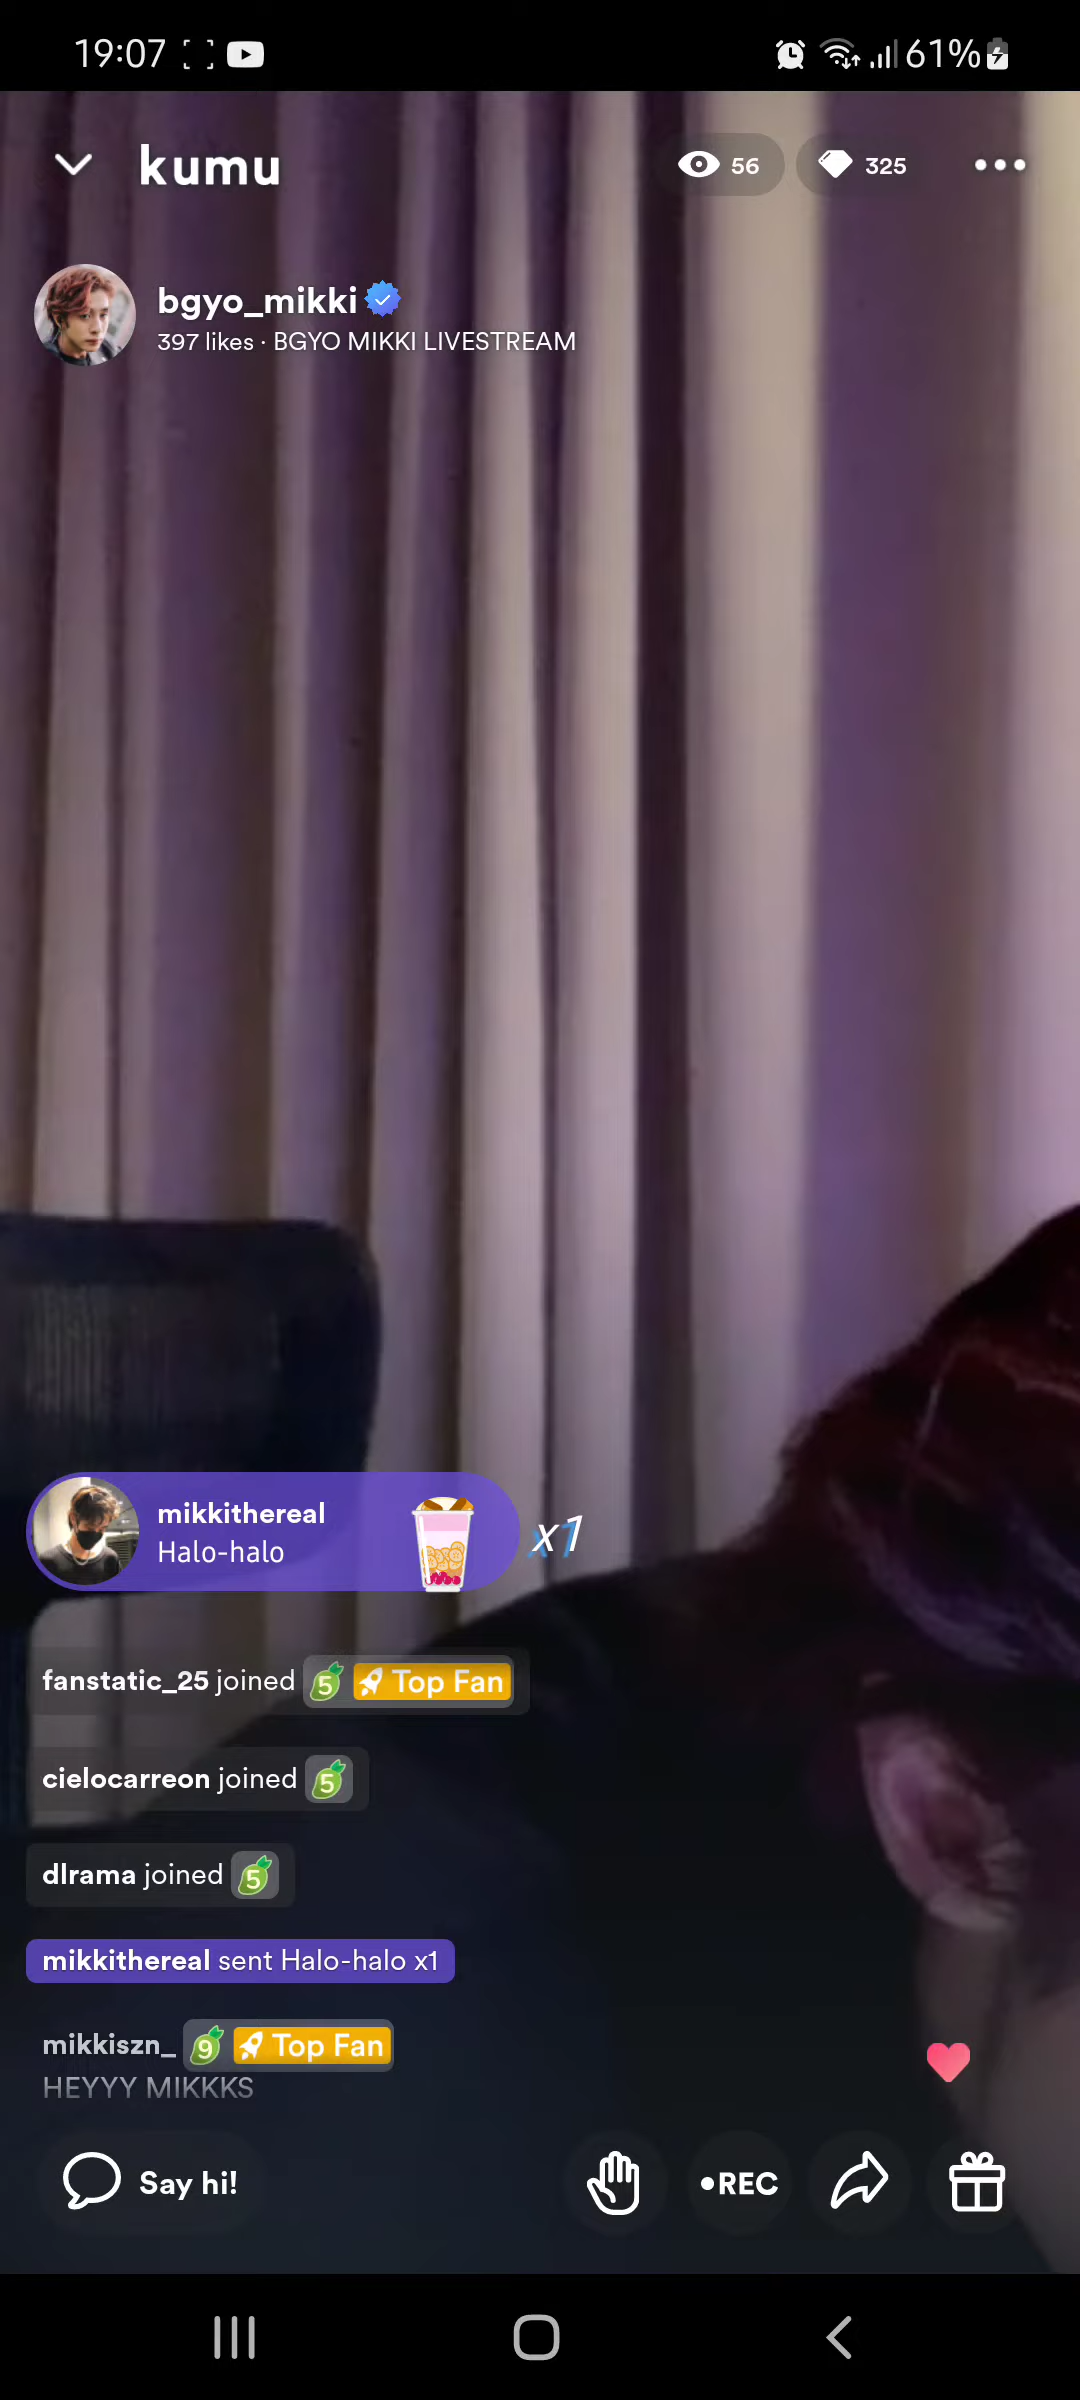 19:07 61%
kumu 56 325
bgyo_mikki
397 likes · BGYO MIKKI LIVESTREAM
mikkithereal
Halo-halo
x1
fanstatic_25 joined 5 Top Fan
cielocarreon joined 5
dlrama joined 5
mikkithereal sent Halo-halo x1
mikkiszn_ 9 Top Fan
HEYYY MIKKKS
Say hi! •REC